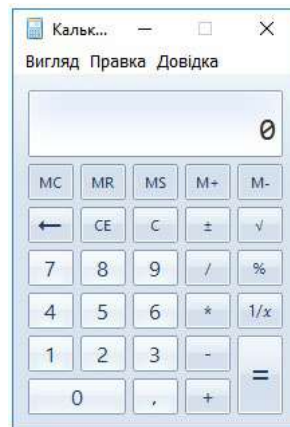 Кальк...
Вигляд Правка Довідка
0
MC MR MS M+ M-
← CE C ± √
7 8 9 / %
4 5 6 * 1/x
1 2 3 -
=
0 , +